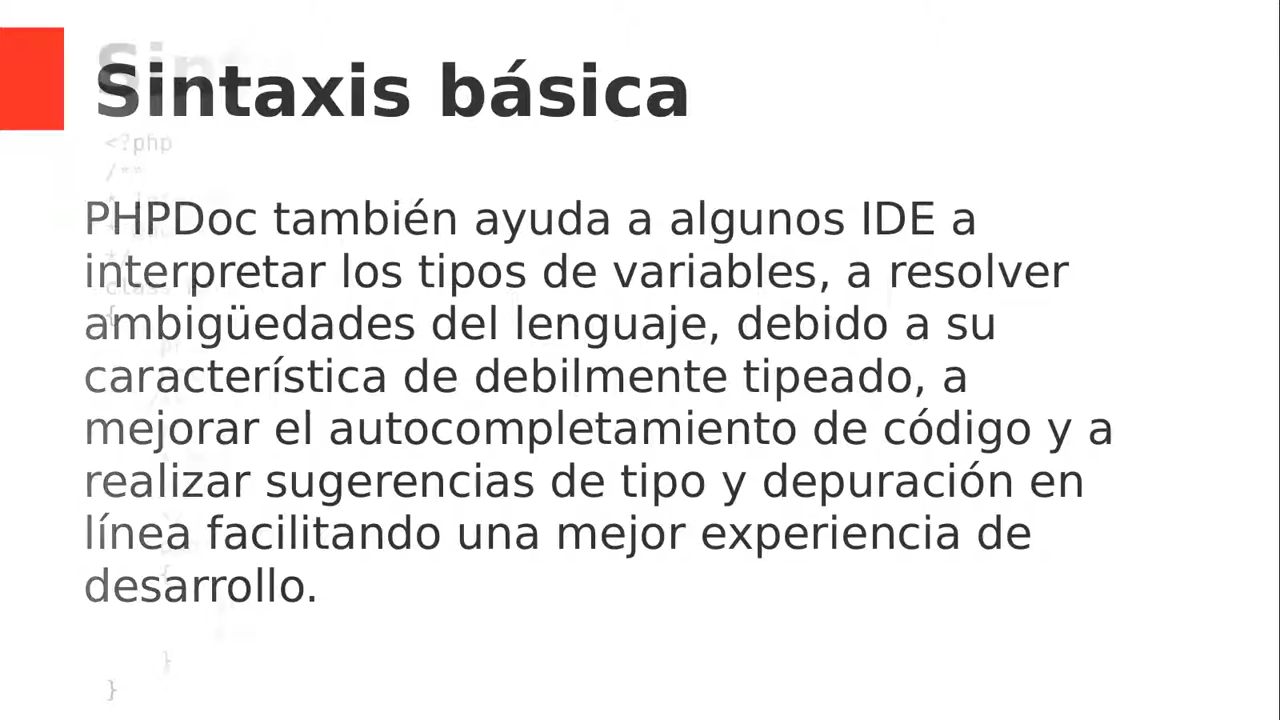 Sintaxis básica
<?php
/**
PHPDoc también ayuda a algunos IDE a
interpretar los tipos de variables, a resolver
ambigüedades del lenguaje, debido a su
característica de debilmente tipeado, a
mejorar el autocompletamiento de código y a
realizar sugerencias de tipo y depuración en
línea facilitando una mejor experiencia de
desarrollo.
}
}